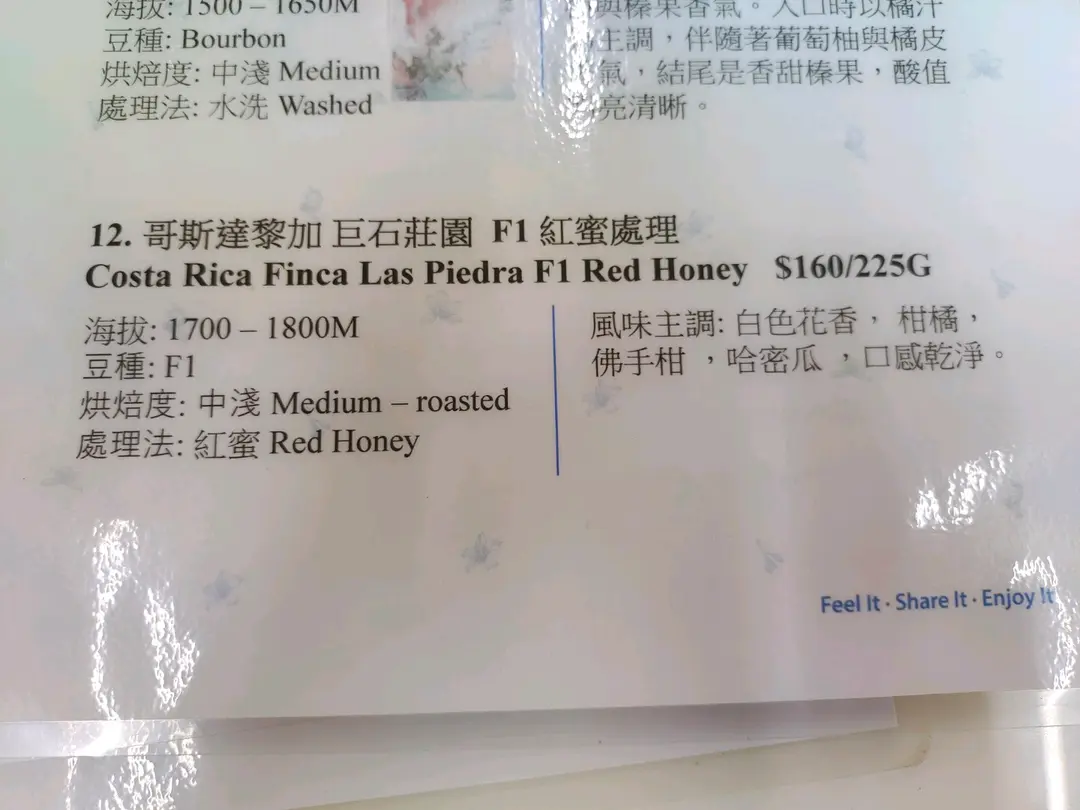 海拔: 1500 – 1650M
豆種: Bourbon
烘焙度: 中淺 Medium
處理法: 水洗 Washed
與榛果香氣。入口時以橘汁
主調，伴隨著葡萄柚與橘皮
氣，結尾是香甜榛果，酸值
亮清晰。
12. 哥斯達黎加 巨石莊園 F1 紅蜜處理
Costa Rica Finca Las Piedra F1 Red Honey $160/225G
海拔: 1700 – 1800M
豆種: F1
烘焙度: 中淺 Medium – roasted
處理法: 紅蜜 Red Honey
風味主調: 白色花香， 柑橘，
佛手柑 ，哈密瓜 ，口感乾淨。
Feel It · Share It · Enjoy It